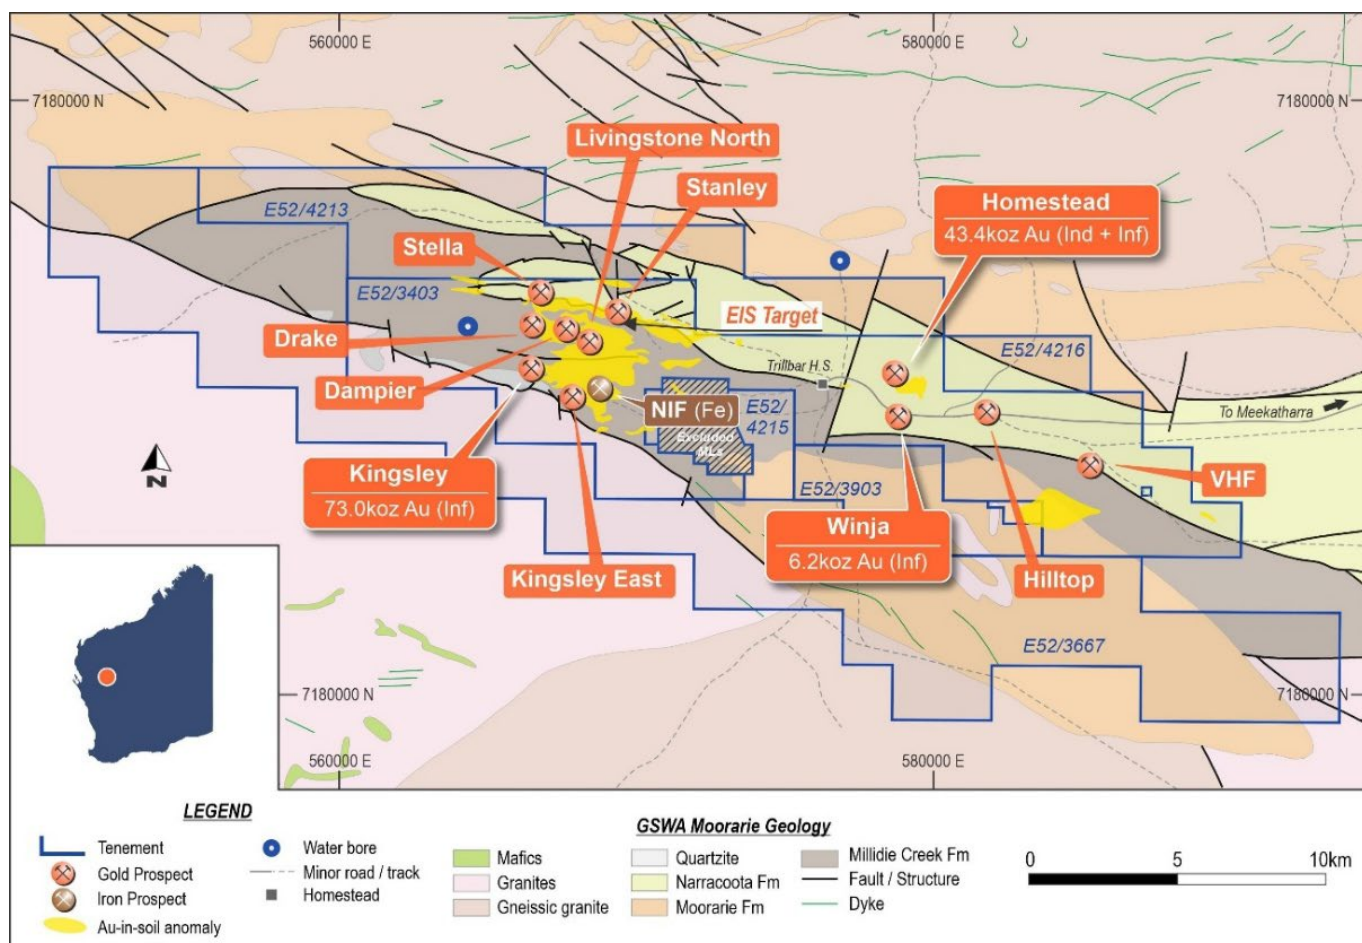 560000 E
580000 E
7180000 N
7180000 N
Livingstone North
Stanley
Homestead
43.4koz Au (Ind + Inf)
E52/4213
Stella
E52/3403
EIS Target
Drake
E52/4216
Trillbar H.S.
Dampier
NIF (Fe)
E52/
4215
Excluded
MLs
To Meekatharra
N
Kingsley
73.0koz Au (Inf)
E52/3903
VHF
Winja
6.2koz Au (Inf)
Kingsley East
Hilltop
E52/3667
7180000 N
7180000 N
560000 E
580000 E
LEGEND
Tenement
Gold Prospect
Iron Prospect
Au-in-soil anomaly
Water bore
Minor road / track
Homestead
GSWA Moorarie Geology
Mafics
Granites
Gneissic granite
Quartzite
Narracoota Fm
Moorarie Fm
Millidie Creek Fm
Fault / Structure
Dyke
0
5
10km